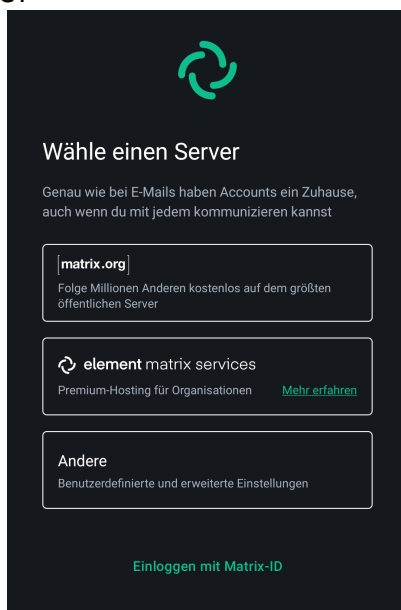 Wähle einen Server
Genau wie bei E-Mails haben Accounts ein Zuhause,
auch wenn du mit jedem kommunizieren kannst
[matrix.org]
Folge Millionen Anderen kostenlos auf dem größten
öffentlichen Server
element matrix services
Premium-Hosting für Organisationen Mehr erfahren
Andere
Benutzerdefinierte und erweiterte Einstellungen
Einloggen mit Matrix-ID